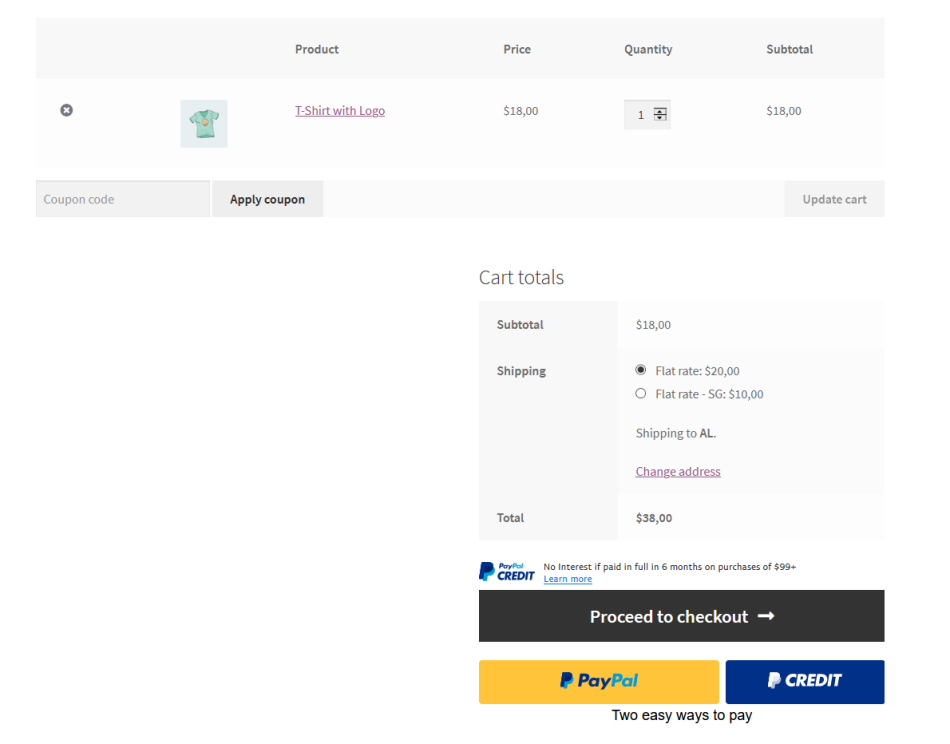 Product Price Quantity Subtotal
T-Shirt with Logo $18,00 1 $18,00
Coupon code Apply coupon Update cart
Cart totals
Subtotal $18,00
Shipping Flat rate: $20,00
Flat rate - SG: $10,00
Shipping to AL.
Change address
Total $38,00
PayPal CREDIT No Interest if paid in full in 6 months on purchases of $99+
Learn more
Proceed to checkout →
PayPal CREDIT
Two easy ways to pay